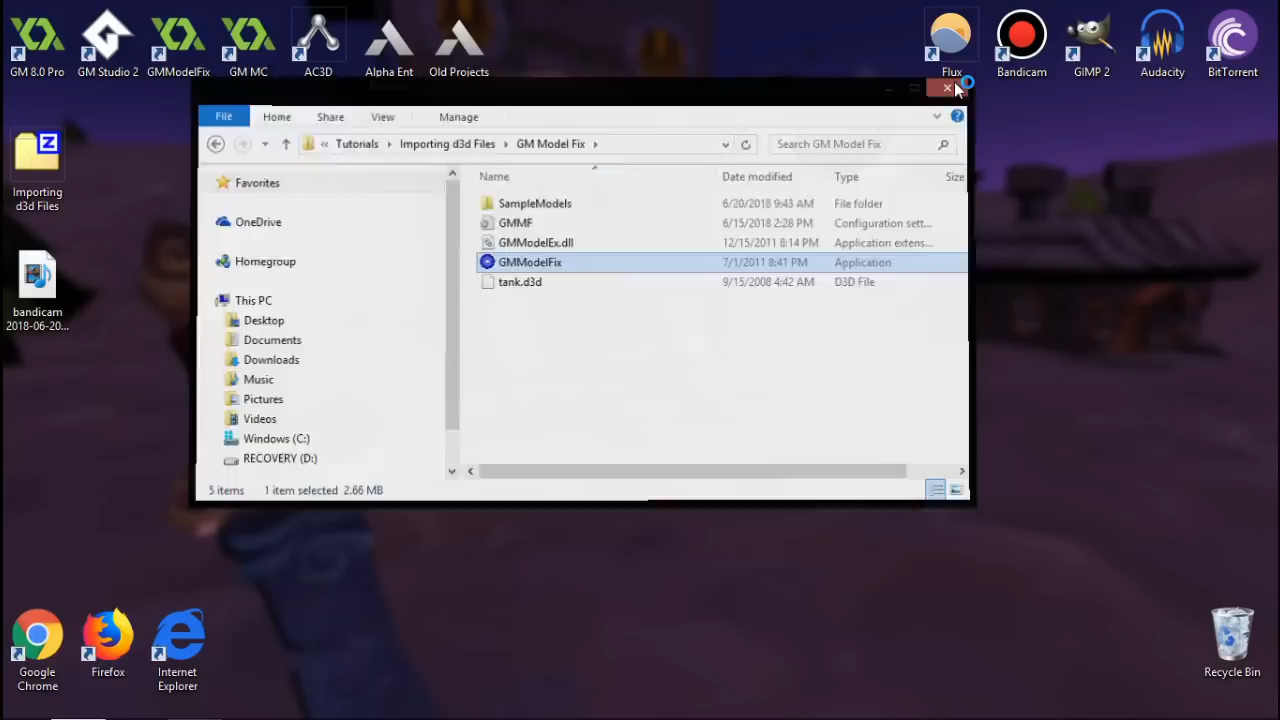 GM 8.0 Pro
GM Studio 2
GMModelFix
GM MC
AC3D
Alpha Ent
Old Projects
Flux
Bandicam
GIMP 2
Audacity
BitTorrent
File
Home
Share
View
Manage
« Tutorials Importing d3d Files GM Model Fix
Search GM Model Fix
Name Date modified Type Size
Favorites
OneDrive
Homegroup
This PC
Desktop
Documents
Downloads
Music
Pictures
Videos
Windows (C:)
RECOVERY (D:)
SampleModels 6/20/2018 9:43 AM File folder
GMMF 6/15/2018 2:28 PM Configuration sett...
GMModelEx.dll 12/15/2011 8:14 PM Application extens...
GMModelFix 7/1/2011 8:41 PM Application
tank.d3d 9/15/2008 4:42 AM D3D File
5 items 1 item selected 2.66 MB
Importing
d3d Files
bandicam
2018-06-20...
Google
Chrome
Firefox
Internet
Explorer
Recycle Bin